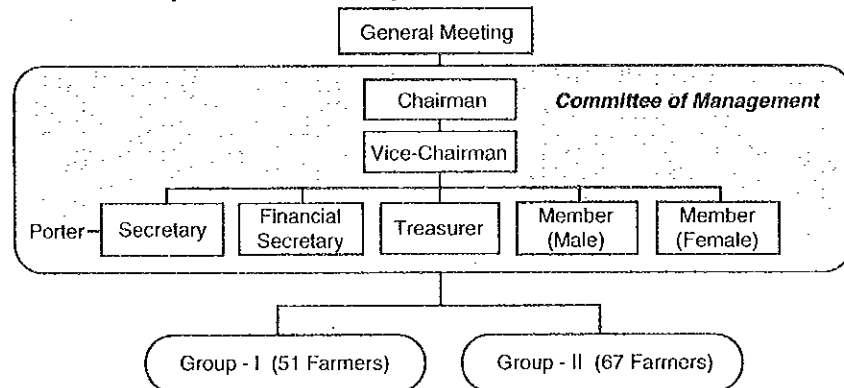 General Meeting
Chairman
Committee of Management
Vice-Chairman
Porter
Secretary
Financial
Secretary
Treasurer
Member
(Male)
Member
(Female)
Group - I (51 Farmers)
Group - II (67 Farmers)